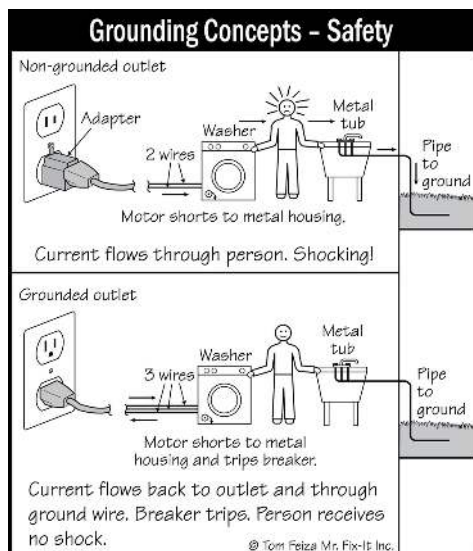 Grounding Concepts – Safety
Non-grounded outlet
Adapter
2 wires
Washer
Metal
tub
Pipe
to
ground
Motor shorts to metal housing.
Current flows through person. Shocking!
Grounded outlet
3 wires
Washer
Metal
tub
Pipe
to
ground
Motor shorts to metal
housing and trips breaker.
Current flows back to outlet and through
ground wire. Breaker trips. Person receives
no shock.
© Tom Feiza Mr. Fix-It Inc.